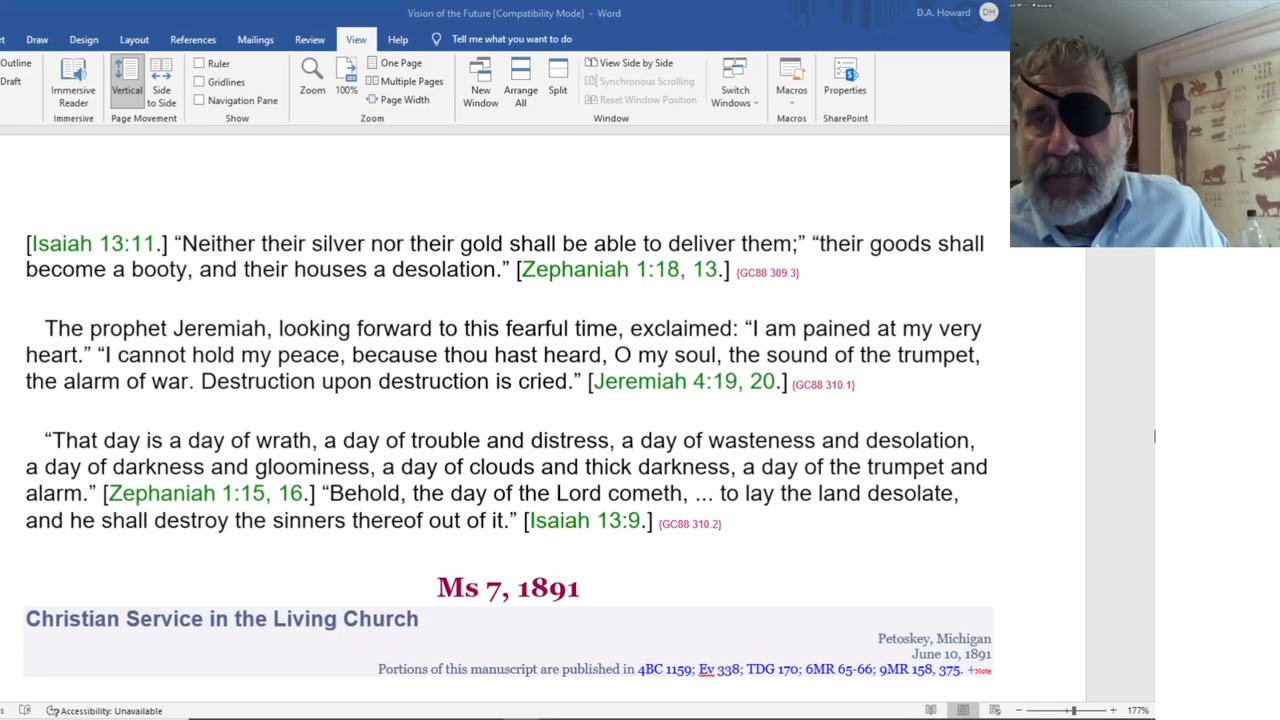 Vision of the Future [Compatibility Mode] - Word
D.A. Howard
DH
rt Draw Design Layout References Mailings Review View Help Tell me what you want to do
Outline
Draft
Immersive
Reader
Immersive
Vertical
Side
to Side
Page Movement
Ruler
Gridlines
Navigation Pane
Show
Zoom
100%
One Page
Multiple Pages
Page Width
Zoom
New
Window
Arrange
All
Split
View Side by Side
Synchronous Scrolling
Reset Window Position
Window
Switch
Windows
Macros
Macros
Properties
SharePoint
[Isaiah 13:11.] “Neither their silver nor their gold shall be able to deliver them;” “their goods shall
become a booty, and their houses a desolation.” [Zephaniah 1:18, 13.] {GC88 309.3}
The prophet Jeremiah, looking forward to this fearful time, exclaimed: “I am pained at my very
heart.” “I cannot hold my peace, because thou hast heard, O my soul, the sound of the trumpet,
the alarm of war. Destruction upon destruction is cried.” [Jeremiah 4:19, 20.] {GC88 310.1}
“That day is a day of wrath, a day of trouble and distress, a day of wasteness and desolation,
a day of darkness and gloominess, a day of clouds and thick darkness, a day of the trumpet and
alarm.” [Zephaniah 1:15, 16.] “Behold, the day of the Lord cometh, ... to lay the land desolate,
and he shall destroy the sinners thereof out of it.” [Isaiah 13:9.] {GC88 310.2}
Ms 7, 1891
Christian Service in the Living Church
Petoskey, Michigan
June 10, 1891
Portions of this manuscript are published in 4BC 1159; Ev 338; TDG 170; 6MR 65-66; 9MR 158, 375. +Note
s Accessibility: Unavailable
177%